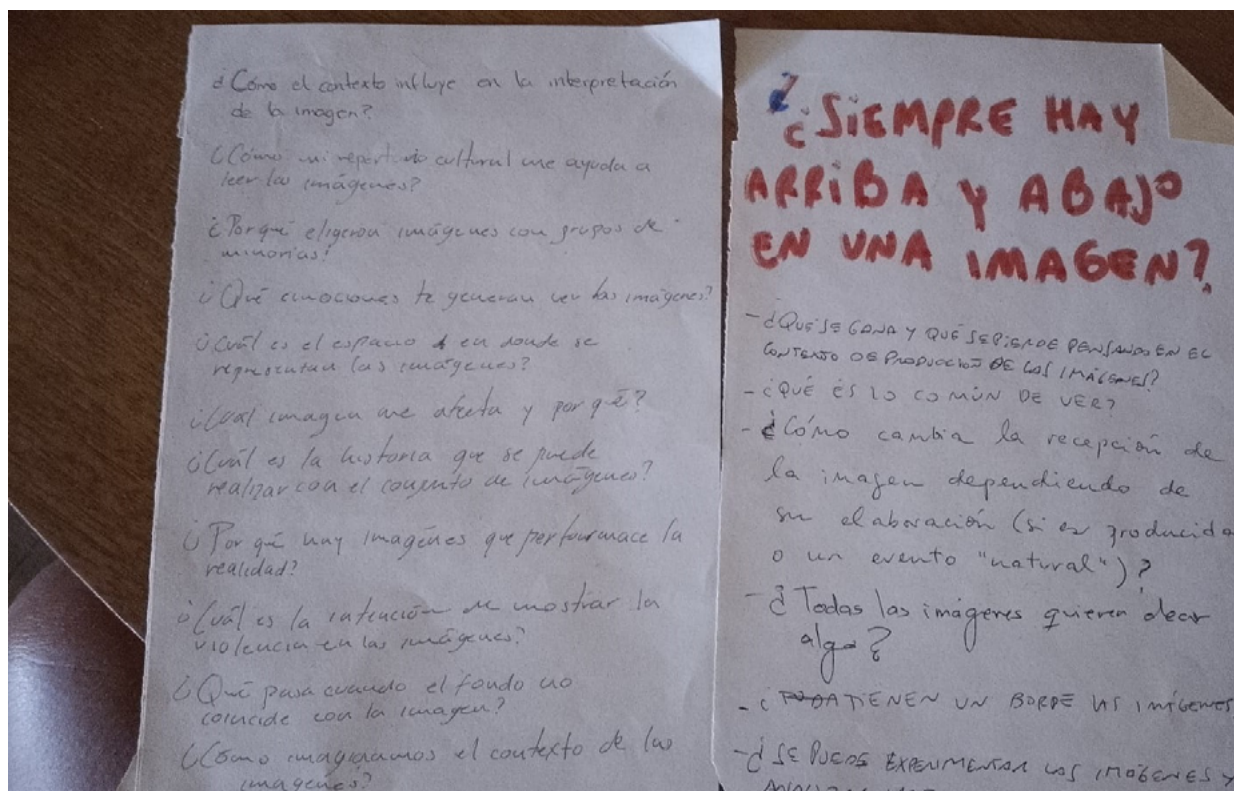 ¿Cómo el contexto influye en la interpretación
de la imagen?
¿Cómo mi repertorio cultural me ayuda a
leer las imágenes?
¿Porqué eligieron imágenes con grupos de
minorías?
¿Qué emociones te generan ver las imágenes?
¿Cuál es el espacio en donde se
representan las imágenes?
¿Cual imagen me afecta y por qué?
¿Cuál es la historia que se puede
realizar con el conjunto de imágenes?
¿Por qué hay imagénes que performace la
realidad?
¿Cuál es la intención de mostrar la
violencia en las imágenes?
¿Qué pasa cuando el fondo no
coincide con la imagen?
¿Cómo imaginamos el contexto de las
imagenes?
¿SIEMPRE HAY
ARRIBA Y ABAJO
EN UNA IMAGEN?
- ¿QUÉ SE GANA Y QUÉ SE PIERDE PENSANDO EN EL
CONTEXTO DE PRODUCCIÓN DE LAS IMÁGENES?
- ¿QUÉ ES LO COMÚN DE VER?
- ¿Cómo cambia la recepción de
la imagen dependiendo de
su elaboración (si es producida
o un evento "natural")?
- ¿Todas las imágenes quieren decir
algo?
- ¿TIENEN UN BORDE LAS IMÁGENES
- ¿SE PUEDE EXPERIMENTAR LAS IMÁGENES Y